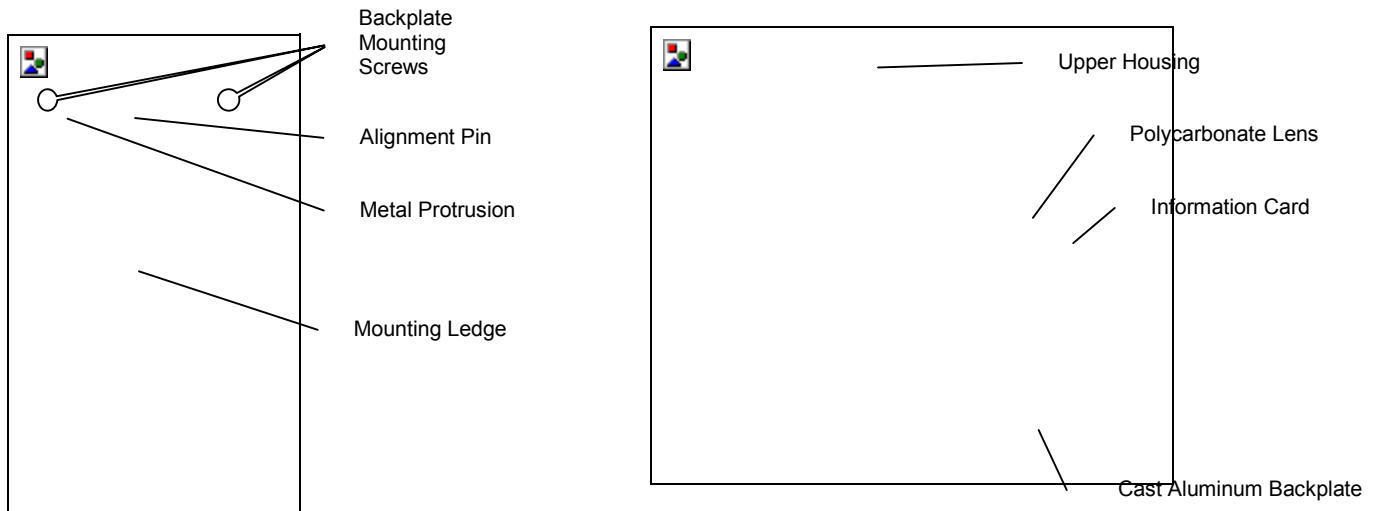 Backplate
Mounting
Screws
Alignment Pin
Metal Protrusion
Mounting Ledge
Upper Housing
Polycarbonate Lens
Information Card
Cast Aluminum Backplate